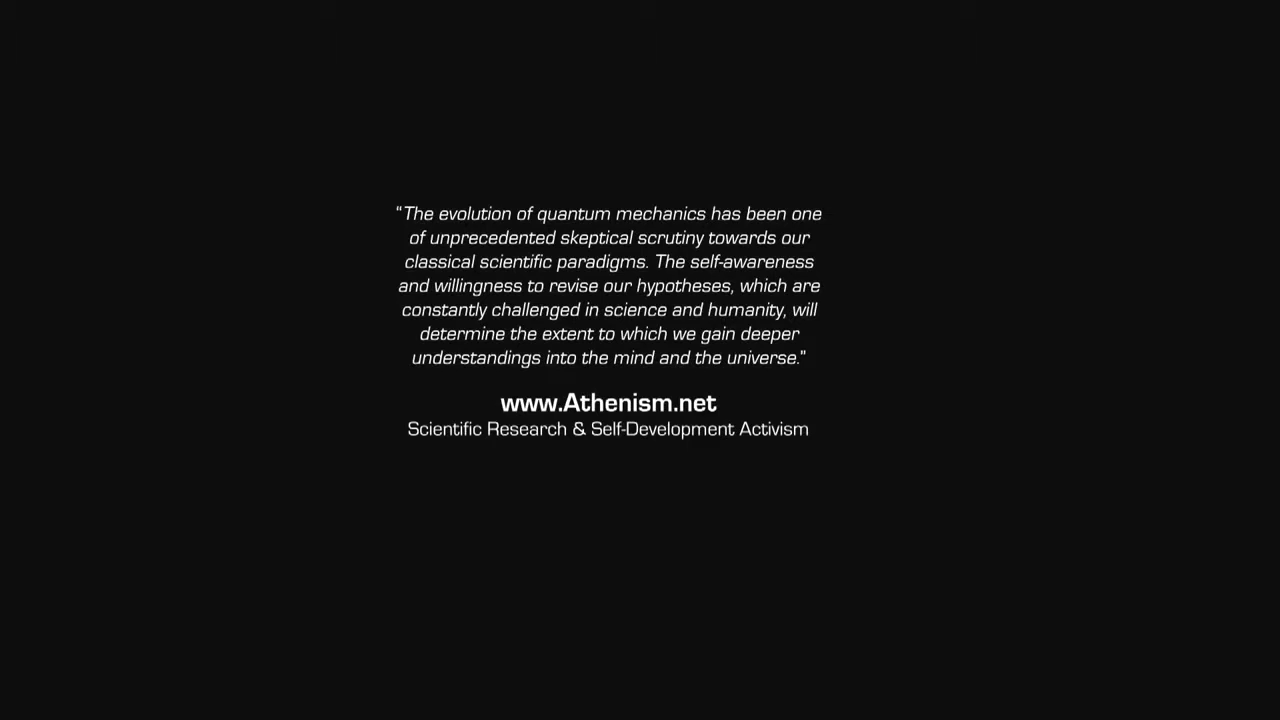 “The evolution of quantum mechanics has been one
of unprecedented skeptical scrutiny towards our
classical scientific paradigms. The self-awareness
and willingness to revise our hypotheses, which are
constantly challenged in science and humanity, will
determine the extent to which we gain deeper
understandings into the mind and the universe.”
www.Athenism.net
Scientific Research & Self-Development Activism